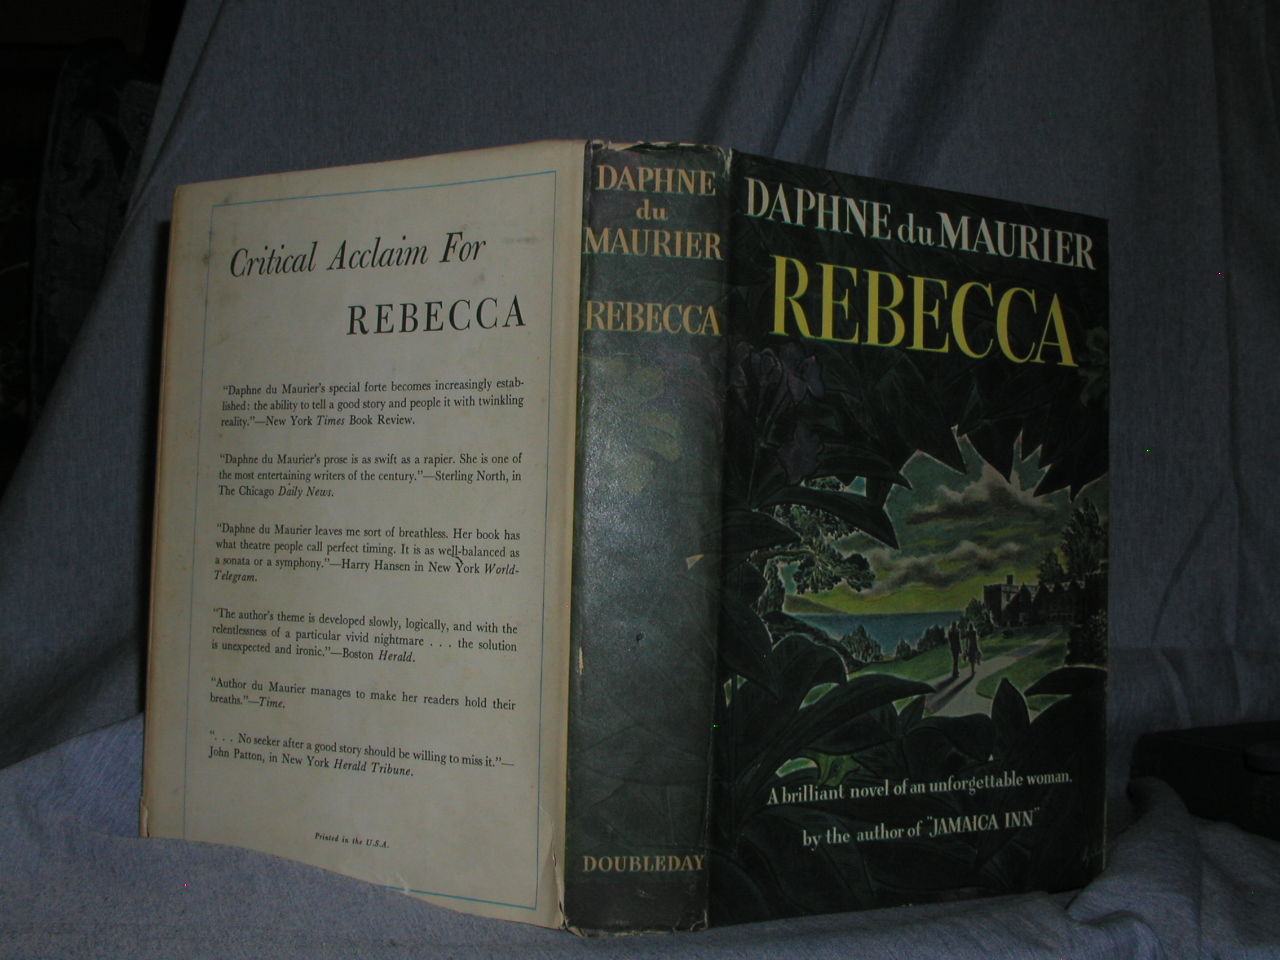 Critical Acclaim For
REBECCA
"Daphne du Maurier's special forte becomes increasingly estab-
lished: the ability to tell a good story and people it with twinkling
reality."—New York Times Book Review.
"Daphne du Maurier's prose is as swift as a rapier. She is one of
the most entertaining writers of the century."—Sterling North, in
The Chicago Daily News.
"Daphne du Maurier leaves me sort of breathless. Her book has
what theatre people call perfect timing. It is as well-balanced as
a sonata or a symphony."—Harry Hansen in New York World-
Telegram.
"The author's theme is developed slowly, logically, and with the
relentlessness of a particular vivid nightmare . . . the solution
is unexpected and ironic."—Boston Herald.
"Author du Maurier manages to make her readers hold their
breaths."—Time.
". . . No seeker after a good story should be willing to miss it."—
John Patton, in New York Herald Tribune.
Printed in the U.S.A.
DAPHNE
du
MAURIER
REBECCA
DOUBLEDAY
DAPHNE du MAURIER
REBECCA
A brilliant novel of an unforgettable woman.
by the author of "JAMAICA INN"